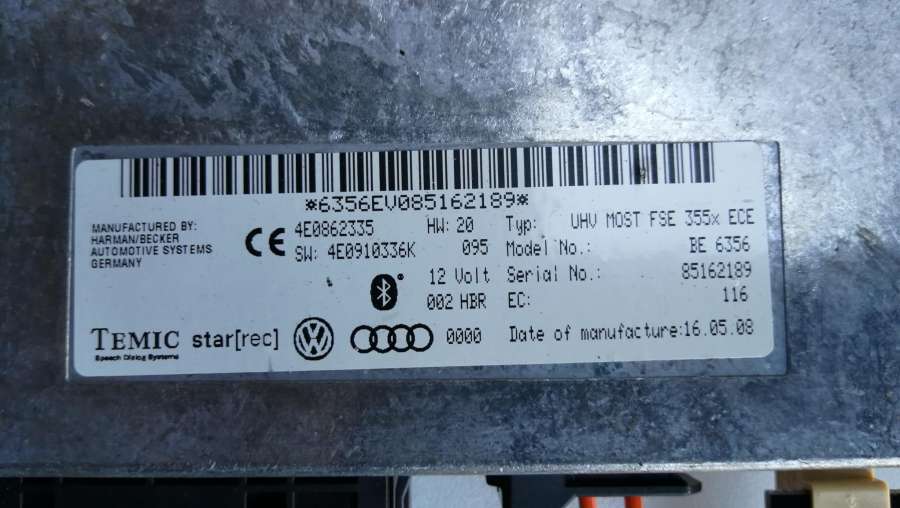 *6356EV085162189*
MANUFACTURED BY:
HARMAN/BECKER
AUTOMOTIVE SYSTEMS
GERMANY
CE
4E0862335 HW: 20
SW: 4E0910336K 095
12 Volt
002 HBR
Typ: UHV MOST FSE 355x ECE
Model No.: BE 6356
Serial No.: 85162189
EC: 116
TEMIC
Speech Dialog Systems
star[rec]
0000
Date of manufacture:16.05.08